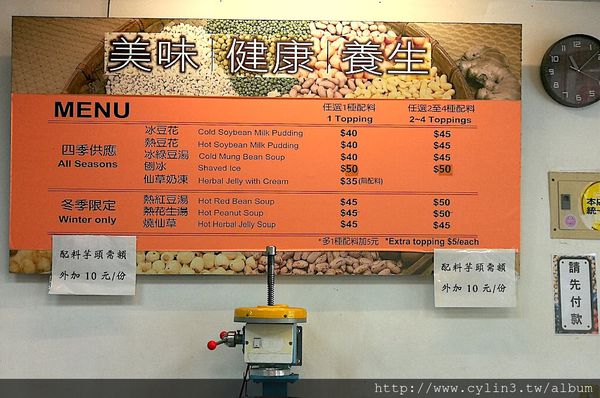 美味 | 健康 | 養生
MENU
任選1種配料 任選2至4種配料
1 Topping 2~4 Toppings
四季供應
All Seasons
冰豆花 Cold Soybean Milk Pudding $40 $45
熱豆花 Hot Soybean Milk Pudding $40 $45
冰綠豆湯 Cold Mung Bean Soup $40 $45
刨冰 Shaved Ice $50 $50
仙草奶凍 Herbal Jelly with Cream $35(兩配料)
冬季限定
Winter only
熱紅豆湯 Hot Red Bean Soup $45 $50
熱花生湯 Hot Peanut Soup $45 $50
燒仙草 Hot Herbal Jelly Soup $45 $45
*多1種配料加5元 *Extra topping $5/each
配料芋頭膏類
外加 10 元/份
配料芋頭膏類
外加 10 元/份
請先付款
http://www.cylin3.tw/album